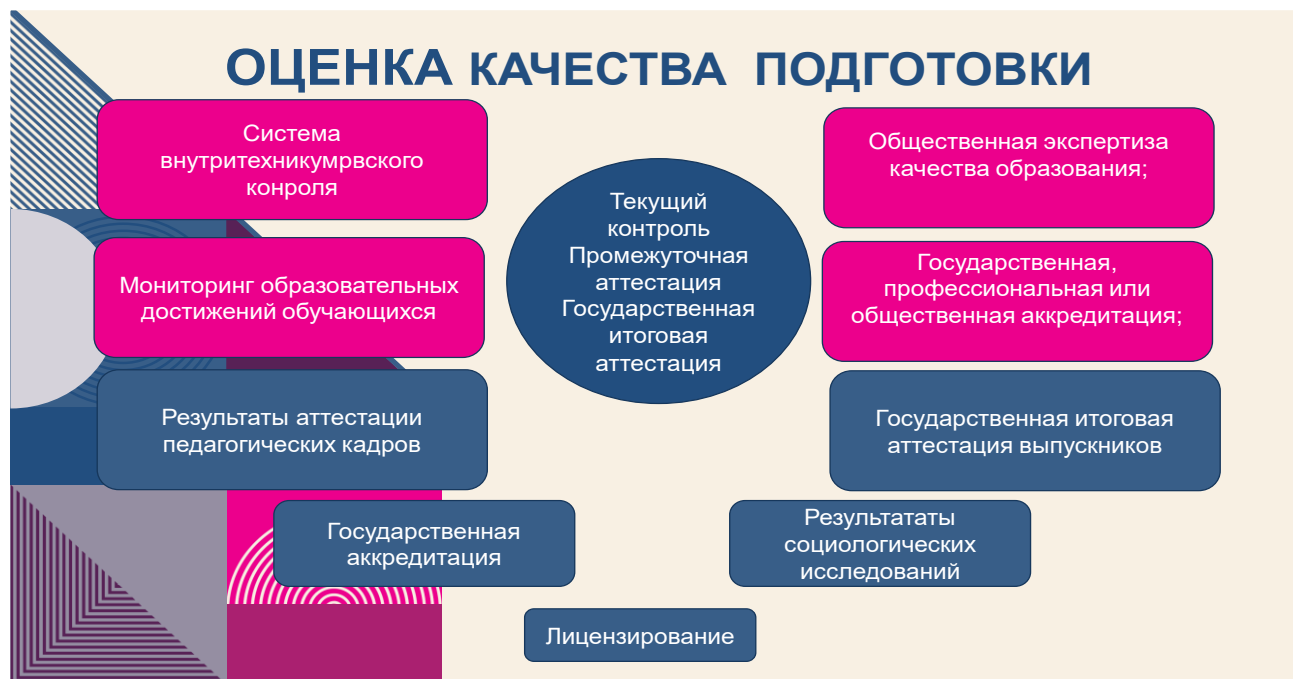 ОЦЕНКА КАЧЕСТВА ПОДГОТОВКИ
Система
внутритехникумрвского
конроля
Мониторинг образовательных
достижений обучающихся
Результаты аттестации
педагогических кадров
Государственная
аккредитация
Текущий
контроль
Промежуточная
аттестация
Государственная
итоговая
аттестация
Общественная экспертиза
качества образования;
Государственная,
профессиональная или
общественная аккредитация;
Государственная итоговая
аттестация выпускников
Результататы
социологических
исследований
Лицензирование